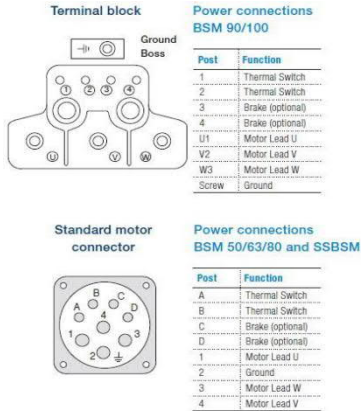 Terminal block
Ground
Boss
1 2 3 4
U V W
Power connections
BSM 90/100
Post Function
1 Thermal Switch
2 Thermal Switch
3 Brake (optional)
4 Brake (optional)
U1 Motor Lead U
V2 Motor Lead V
W3 Motor Lead W
Screw Ground
Standard motor
connector
B C
A D
4
1 3
2
Power connections
BSM 50/63/80 and SSBSM
Post Function
A Thermal Switch
B Thermal Switch
C Brake (optional)
D Brake (optional)
1 Motor Lead U
2 Ground
3 Motor Lead W
4 Motor Lead V